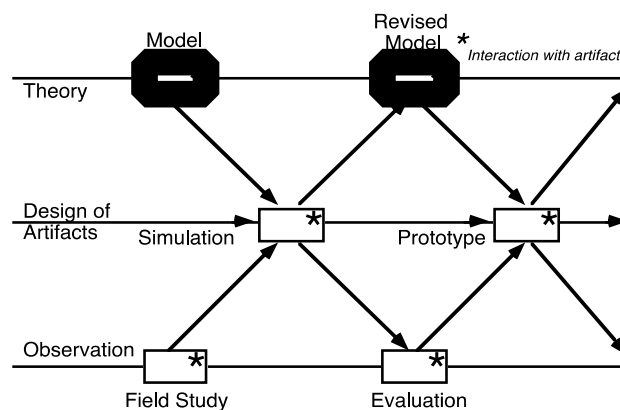 Model
Revised
Model
* Interaction with artifact
Theory
Design of
Artifacts
Simulation
*
Prototype
*
Observation
*
*
Field Study
Evaluation